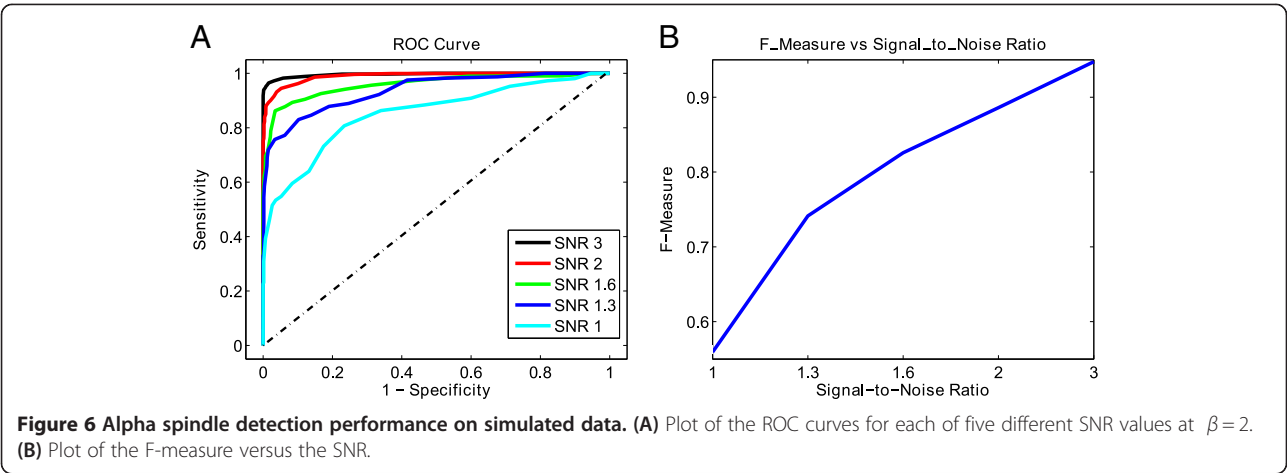 A
ROC Curve
1
0.8
0.6
0.4
0.2
0
Sensitivity
SNR 3
SNR 2
SNR 1.6
SNR 1.3
SNR 1
0 0.2 0.4 0.6 0.8 1
1 − Specificity
B
F_Measure vs Signal_to_Noise Ratio
0.9
0.8
0.7
0.6
F−Measure
1 1.3 1.6 2 3
Signal−to−Noise Ratio
Figure 6 Alpha spindle detection performance on simulated data. (A) Plot of the ROC curves for each of five different SNR values at β = 2.
(B) Plot of the F-measure versus the SNR.